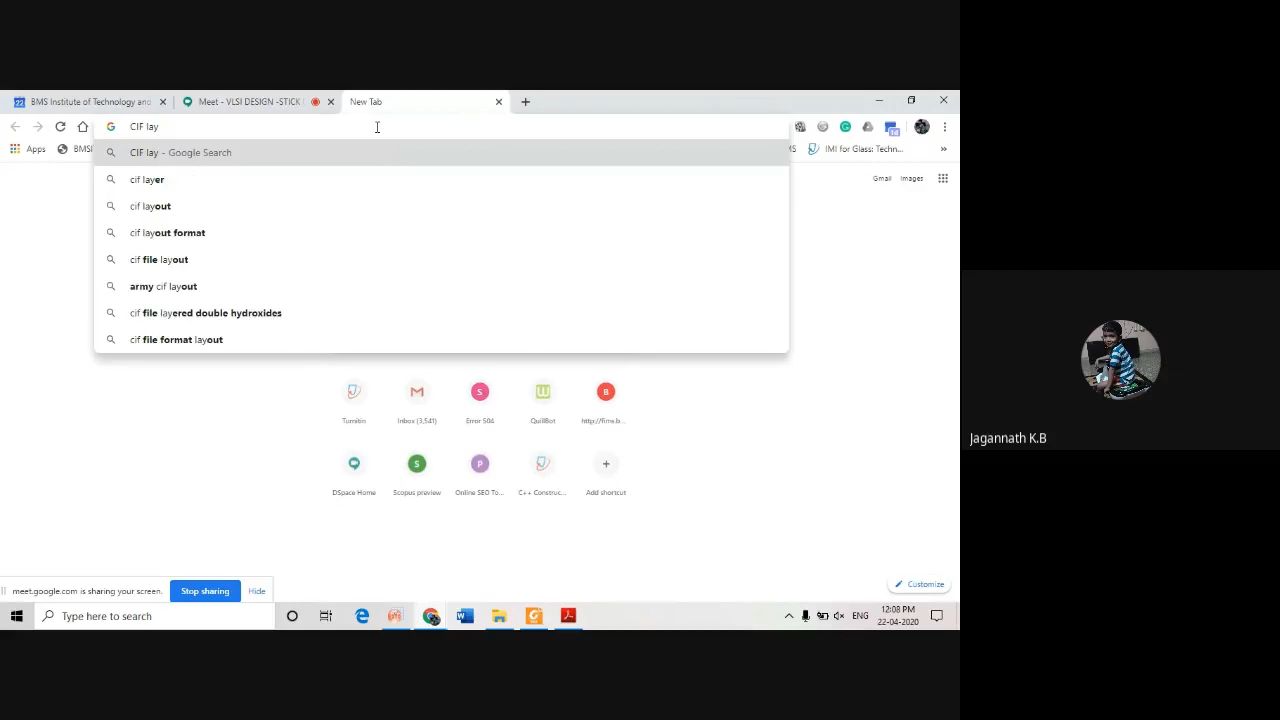 BMS Institute of Technology and
Meet - VLSI DESIGN -STICK
New Tab
CIF lay
Apps
BMSI
MS
IMI for Glass: Techn...
CIF lay - Google Search
cif layer
cif layout
cif layout format
cif file layout
army cif layout
cif file layered double hydroxides
cif file format layout
Gmail
Images
Turnitin
Inbox (3,541)
Error 504
QuillBot
http://fims.b...
DSpace Home
Scopus preview
Online SEO To...
C++ Construc...
Add shortcut
Jagannath K.B
meet.google.com is sharing your screen.
Stop sharing
Hide
Customize
Type here to search
ENG
12:08 PM
22-04-2020